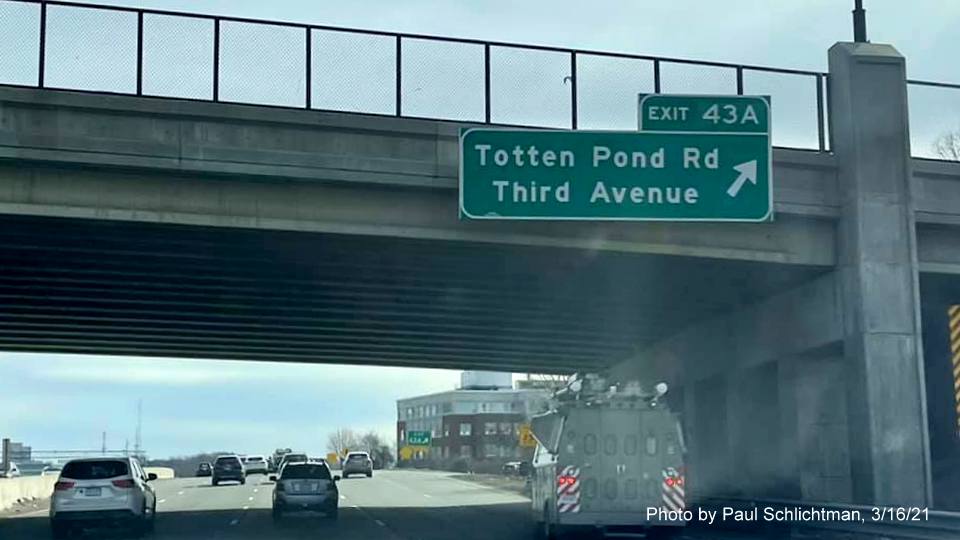 EXIT 43A
Totten Pond Rd
Third Avenue
Photo by Paul Schlichtman, 3/16/21